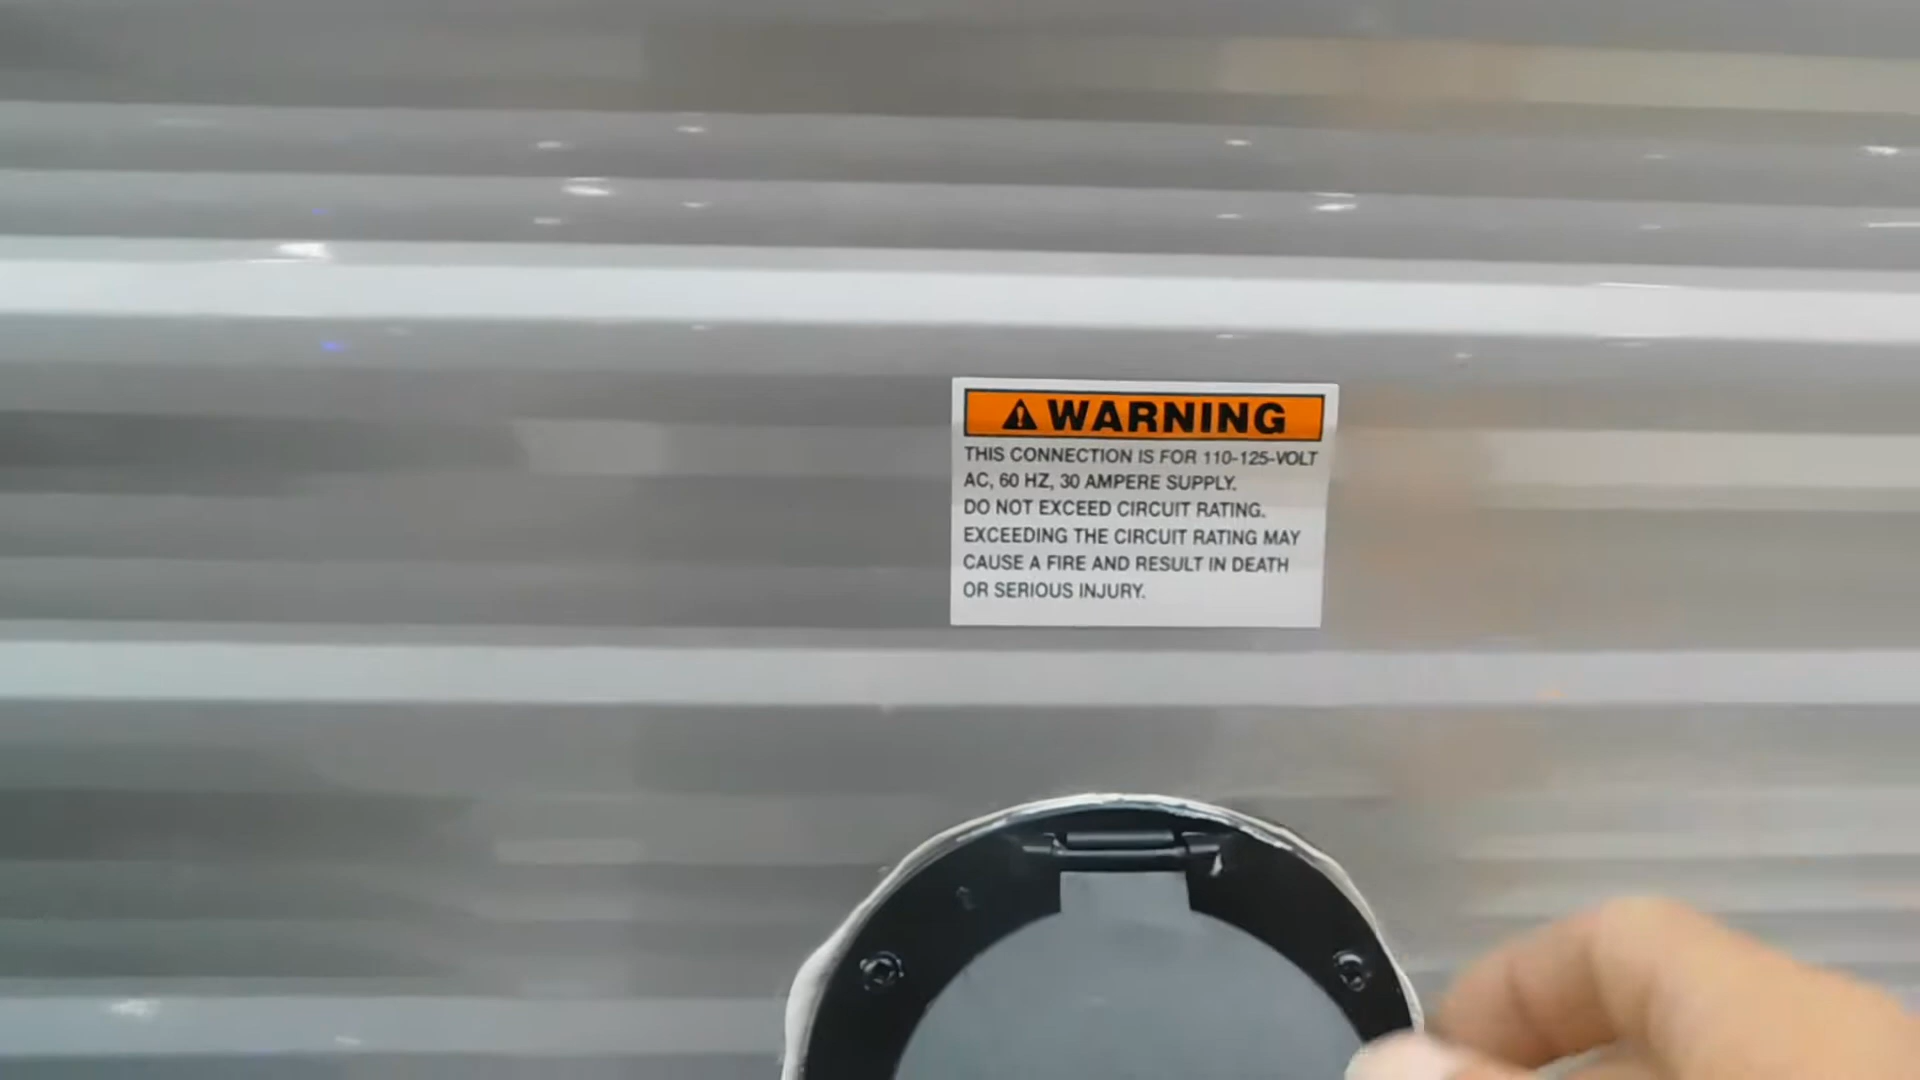 WARNING
THIS CONNECTION IS FOR 110-125-VOLT
AC, 60 HZ, 30 AMPERE SUPPLY.
DO NOT EXCEED CIRCUIT RATING.
EXCEEDING THE CIRCUIT RATING MAY
CAUSE A FIRE AND RESULT IN DEATH
OR SERIOUS INJURY.